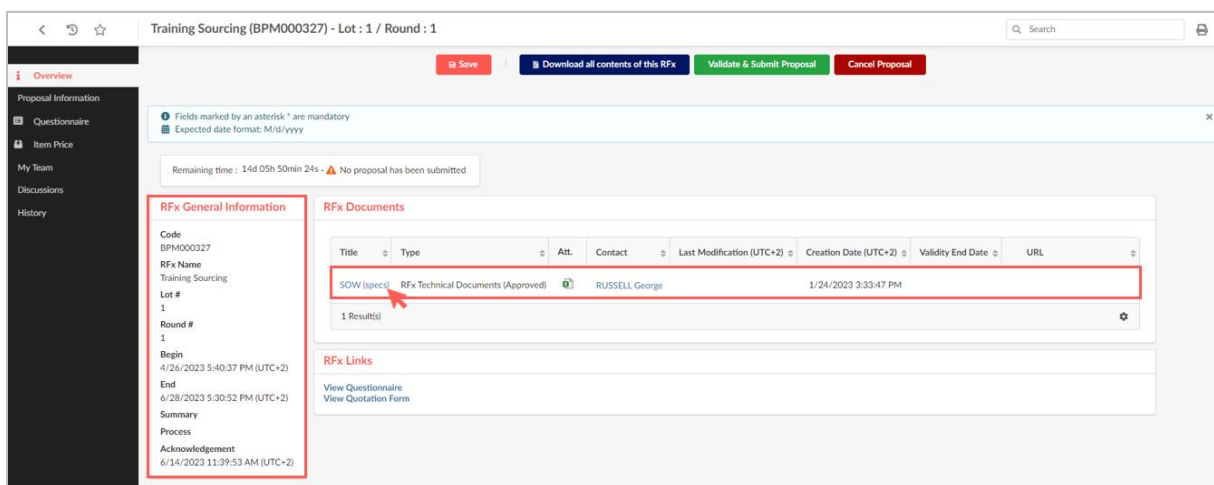 Training Sourcing (BPM000327) - Lot : 1 / Round : 1
Search
Save
Download all contents of this RFx
Validate & Submit Proposal
Cancel Proposal
Overview
Proposal Information
Questionnaire
Item Price
My Team
Discussions
History
Fields marked by an asterisk * are mandatory
Expected date format: M/d/yyyy
Remaining time : 14d 05h 50min 24s - No proposal has been submitted
RFx General Information
Code
BPM000327
RFx Name
Training Sourcing
Lot #
1
Round #
1
Begin
4/26/2023 5:40:37 PM (UTC+2)
End
6/28/2023 5:30:52 PM (UTC+2)
Summary
Process
Acknowledgement
6/14/2023 11:39:53 AM (UTC+2)
RFx Documents
Title Type Att. Contact Last Modification (UTC+2) Creation Date (UTC+2) Validity End Date URL
SOW (specs) RFx Technical Documents (Approved) RUSSELL George 1/24/2023 3:33:47 PM
1 Result(s)
RFx Links
View Questionnaire
View Quotation Form